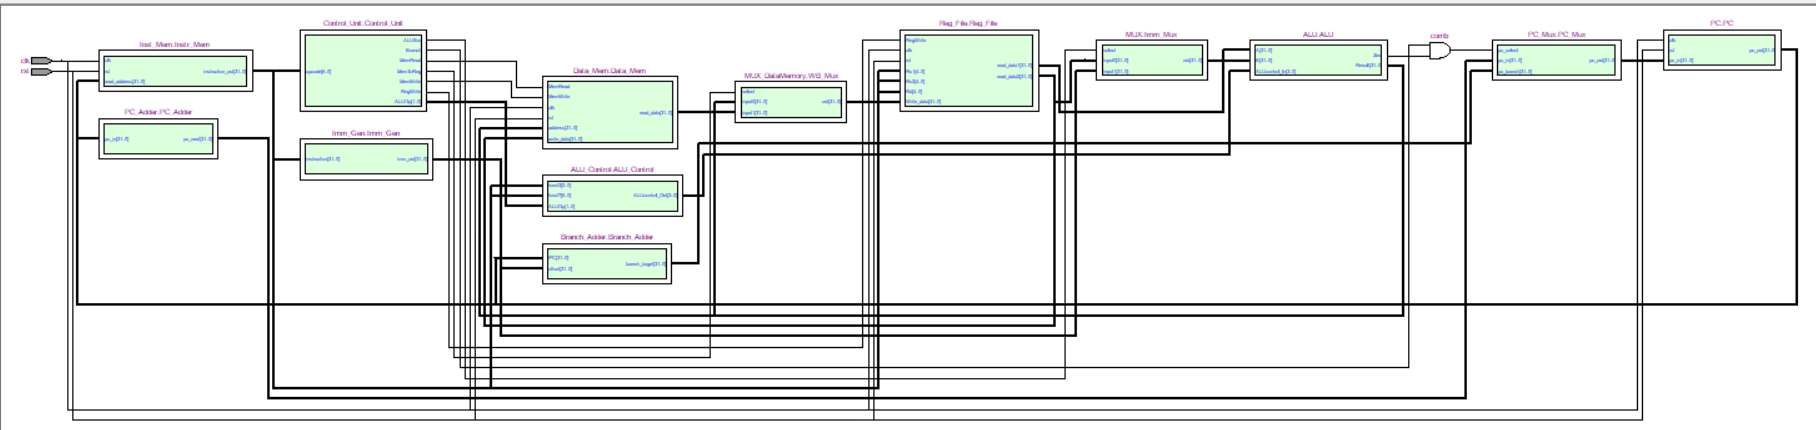 clk
rst
Inst_Mem:Instr_Mem
clk
rst
read_address[31..0]
instruction_out[31..0]
PC_Adder:PC_Adder
pc_in[31..0]
pc_next[31..0]
Control_Unit:Control_Unit
opcode[6..0]
ALUSrc
Branch
MemRead
MemToReg
MemWrite
RegWrite
ALUOp[1..0]
Imm_Gen:Imm_Gen
instruction[31..0]
imm_out[31..0]
Data_Mem:Data_Mem
MemRead
MemWrite
clk
rst
address[31..0]
write_data[31..0]
read_data[31..0]
ALU_Control:ALU_Control
funct3[2..0]
funct7[6..0]
ALUOp[1..0]
Branch_Adder:Branch_Adder
PC[31..0]
offset[31..0]
branch_target[31..0]
MUX_DataMemory:WB_Mux
select
input0[31..0]
input1[31..0]
out[31..0]
Reg_File:Reg_File
RegWrite
clk
rst
Rs1[4..0]
Rs2[4..0]
Rd[4..0]
Write_data[31..0]
read_data1[31..0]
read_data2[31..0]
MUX:Imm_Mux
select
input0[31..0]
input1[31..0]
out[31..0]
ALU:ALU
A[31..0]
B[31..0]
ALUcontrol_In[3..0]
Zero
Result[31..0]
comb
PC_Mux:PC_Mux
pc_select
pc_in[31..0]
pc_branch[31..0]
pc_out[31..0]
PC:PC
clk
rst
pc_in[31..0]
pc_out[31..0]